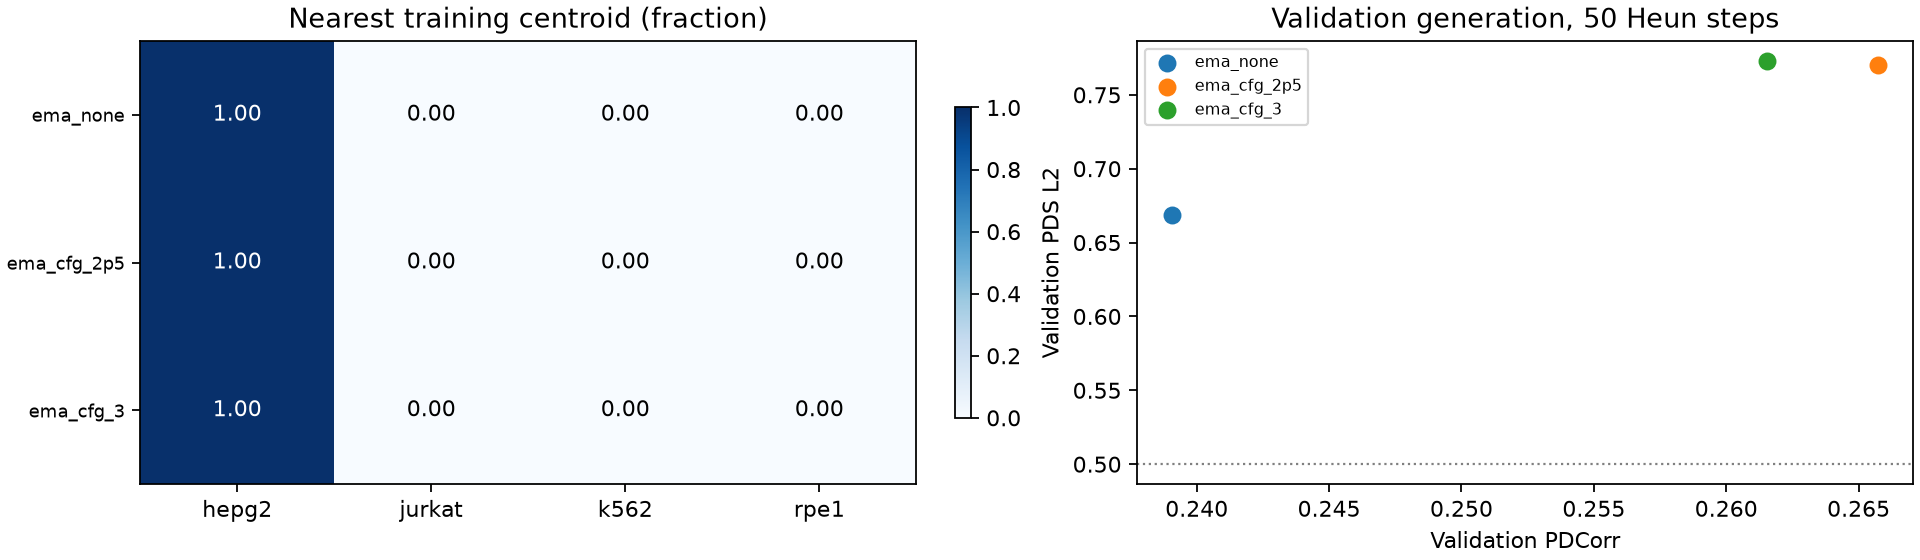 Nearest training centroid (fraction)
ema_none
1.00 0.00 0.00 0.00
ema_cfg_2p5
1.00 0.00 0.00 0.00
ema_cfg_3
1.00 0.00 0.00 0.00
hepg2 jurkat k562 rpe1
1.0
0.8
0.6
0.4
0.2
0.0
Validation generation, 50 Heun steps
ema_none
ema_cfg_2p5
ema_cfg_3
Validation PDS L2
0.75
0.70
0.65
0.60
0.55
0.50
0.240 0.245 0.250 0.255 0.260 0.265
Validation PDCorr